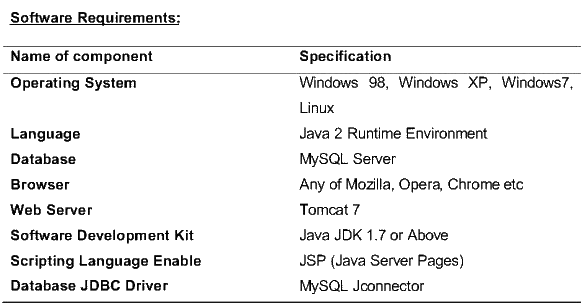 Software Requirements:
Name of component Specification
Operating System Windows 98, Windows XP, Windows7,
Linux
Language Java 2 Runtime Environment
Database MySQL Server
Browser Any of Mozilla, Opera, Chrome etc
Web Server Tomcat 7
Software Development Kit Java JDK 1.7 or Above
Scripting Language Enable JSP (Java Server Pages)
Database JDBC Driver MySQL Jconnector